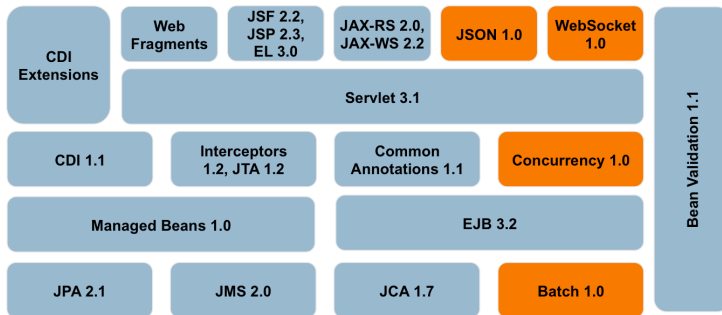 CDI
Extensions
Web
Fragments
JSF 2.2,
JSP 2.3,
EL 3.0
JAX-RS 2.0,
JAX-WS 2.2
JSON 1.0
WebSocket
1.0
Servlet 3.1
CDI 1.1
Interceptors
1.2, JTA 1.2
Common
Annotations 1.1
Concurrency 1.0
Managed Beans 1.0
EJB 3.2
JPA 2.1
JMS 2.0
JCA 1.7
Batch 1.0
Bean Validation 1.1